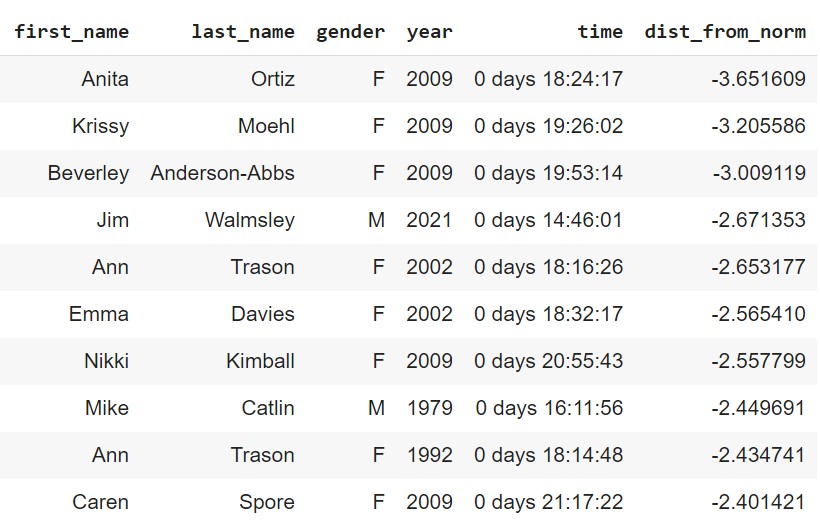 first_name last_name gender year time dist_from_norm
Anita Ortiz F 2009 0 days 18:24:17 -3.651609
Krissy Moehl F 2009 0 days 19:26:02 -3.205586
Beverley Anderson-Abbs F 2009 0 days 19:53:14 -3.009119
Jim Walmsley M 2021 0 days 14:46:01 -2.671353
Ann Trason F 2002 0 days 18:16:26 -2.653177
Emma Davies F 2002 0 days 18:32:17 -2.565410
Nikki Kimball F 2009 0 days 20:55:43 -2.557799
Mike Catlin M 1979 0 days 16:11:56 -2.449691
Ann Trason F 1992 0 days 18:14:48 -2.434741
Caren Spore F 2009 0 days 21:17:22 -2.401421